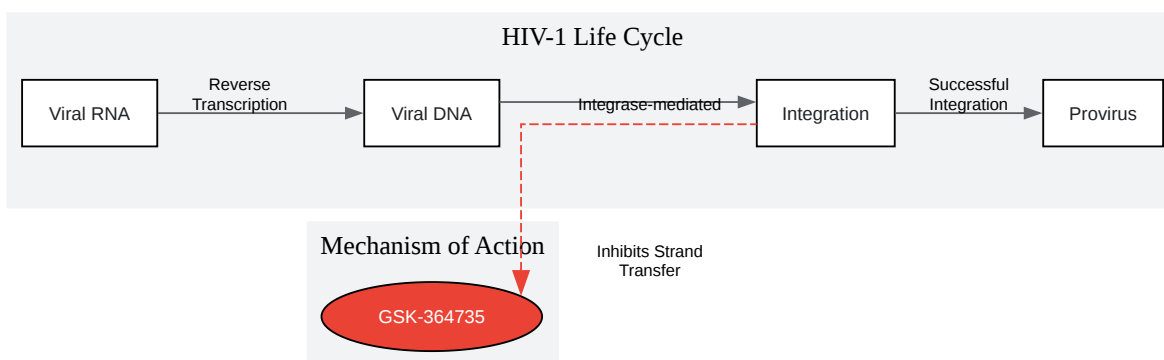 HIV-1 Life Cycle
Viral RNA
Reverse
Transcription
Viral DNA
Integrase-mediated
Integration
Successful
Integration
Provirus
Mechanism of Action
Inhibits Strand
Transfer
GSK-364735